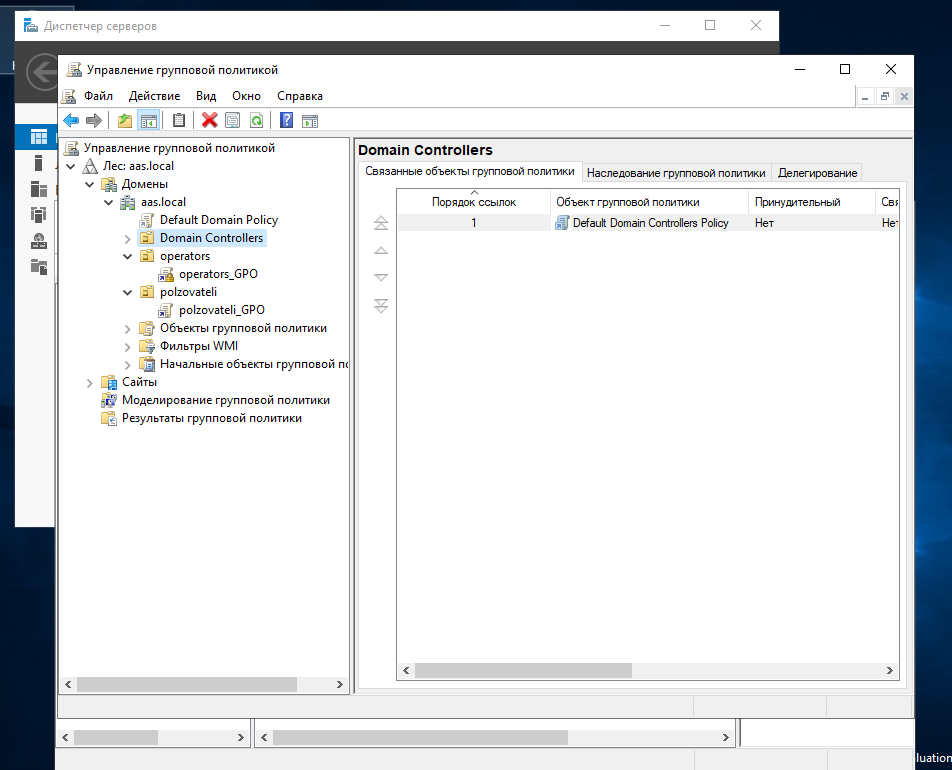 Диспетчер серверов
Управление групповой политикой
Файл Действие Вид Окно Справка
Управление групповой политикой
Лес: aas.local
Домены
aas.local
Default Domain Policy
Domain Controllers
operators
operators_GPO
polzovateli
polzovateli_GPO
Объекты групповой политики
Фильтры WMI
Начальные объекты групповой по
Сайты
Моделирование групповой политики
Результаты групповой политики
Domain Controllers
Связанные объекты групповой политики Наследование групповой политики Делегирование
Порядок ссылок Объект групповой политики Принудительный Свя
1 Default Domain Controllers Policy Нет Нет
luation